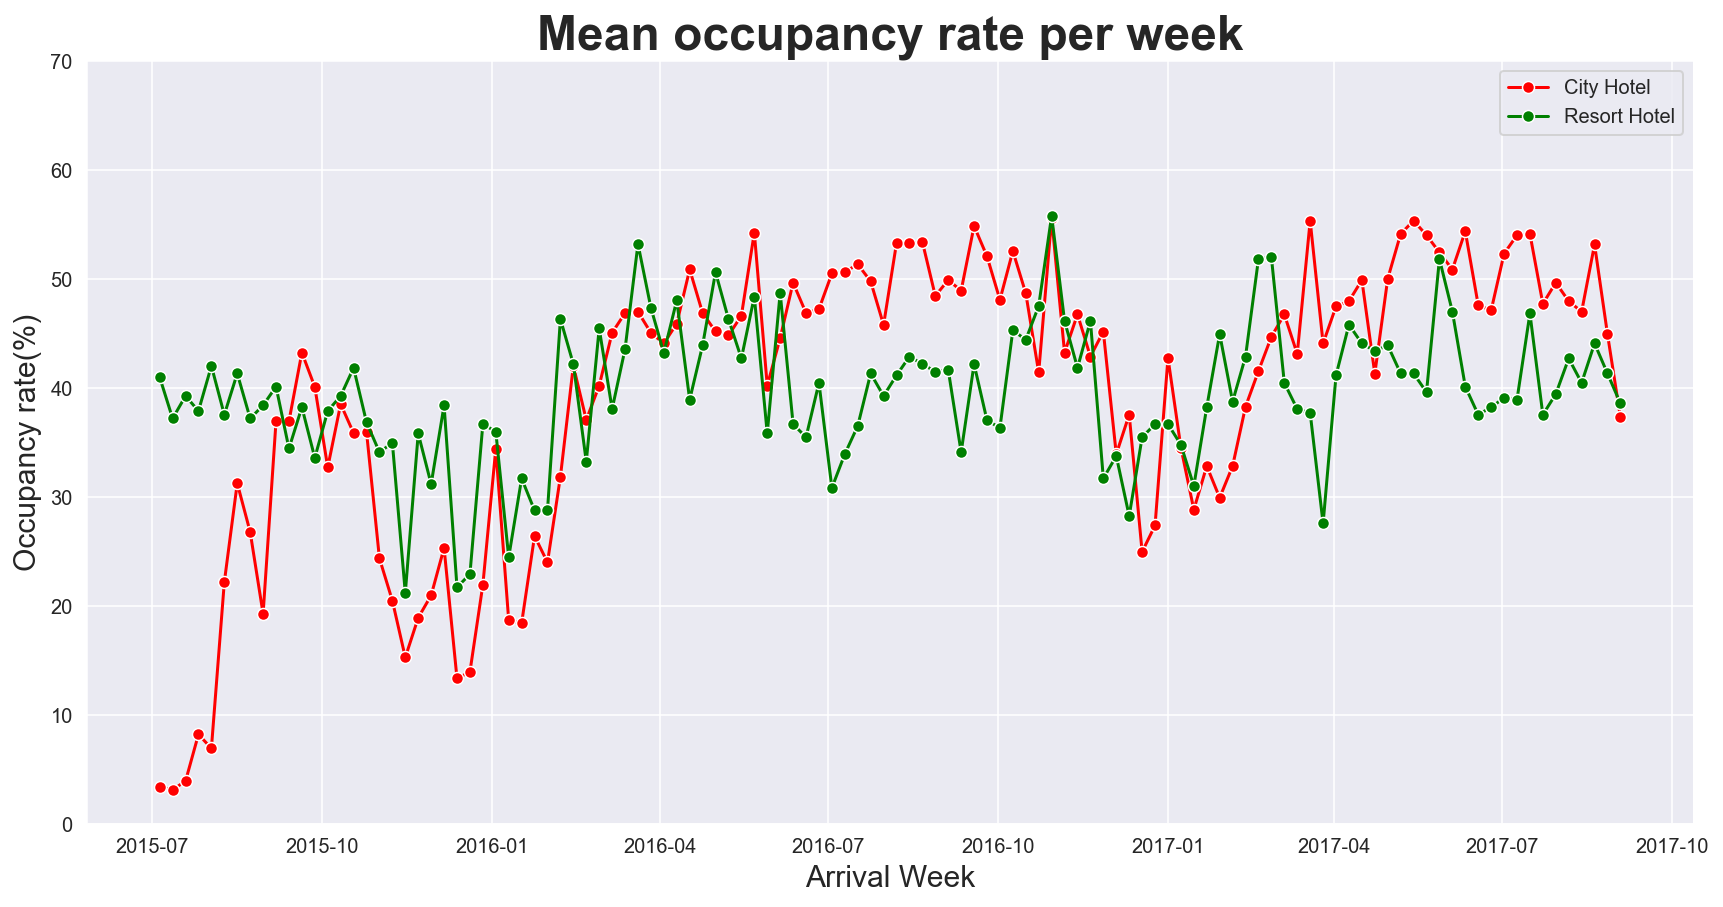 Mean occupancy rate per week
City Hotel
Resort Hotel
Occupancy rate(%)
70
60
50
40
30
20
10
0
2015-07 2015-10 2016-01 2016-04 2016-07 2016-10 2017-01 2017-04 2017-07 2017-10
Arrival Week